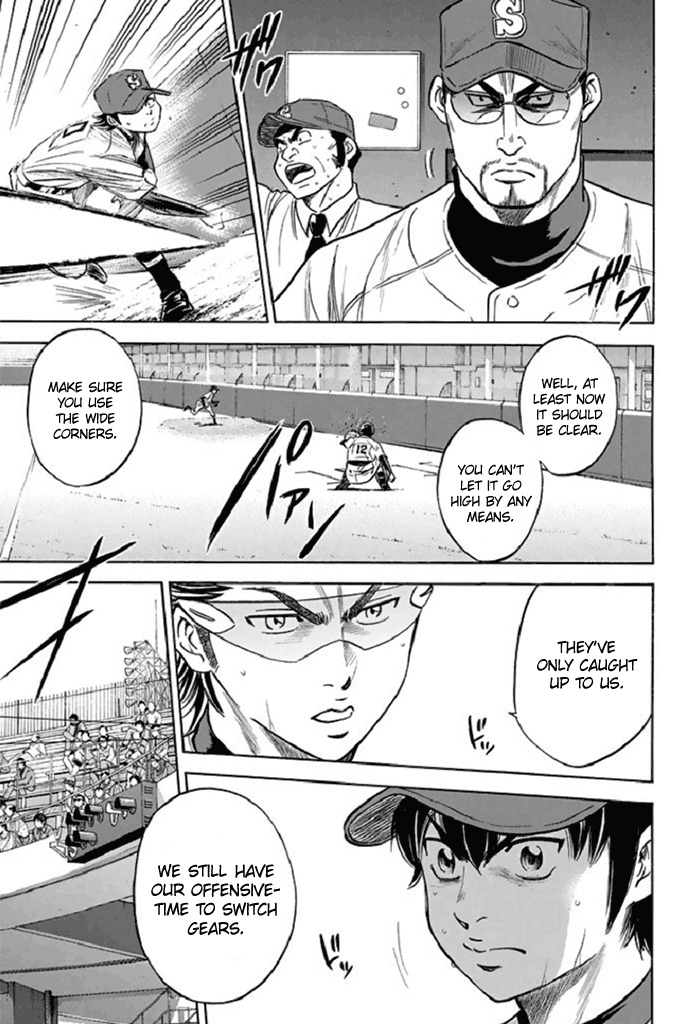 ザワ
S
S
S
ザワ
WELL, AT
LEAST NOW
IT SHOULD
BE CLEAR.
YOU CAN'T
LET IT GO
HIGH BY ANY
MEANS.
パアン
12
MAKE SURE
YOU USE
THE WIDE
CORNERS.
THEY'VE
ONLY CAUGHT
UP TO US.
ドッ
WE STILL HAVE
OUR OFFENSIVE-
TIME TO SWITCH
GEARS.
ドッ